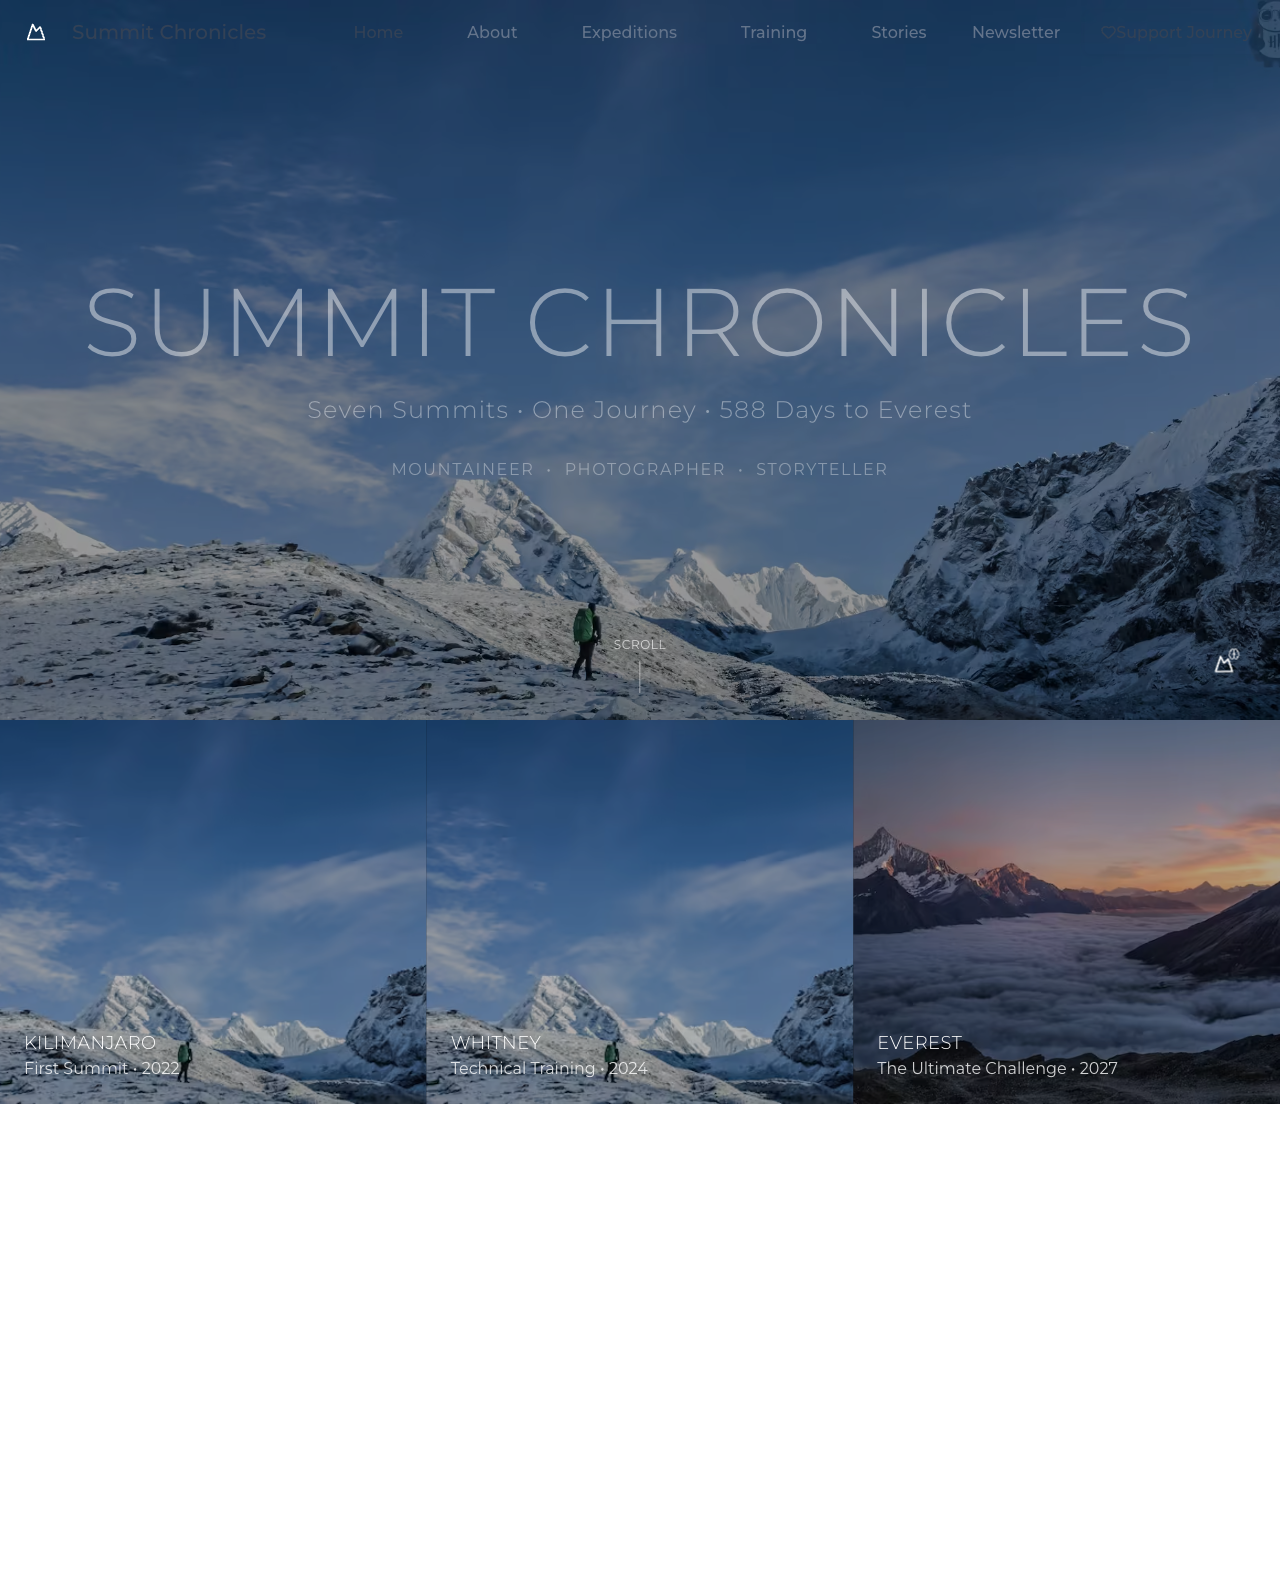 Summit Chronicles Home About Expeditions Training Stories Newsletter Support Journey
SUMMIT CHRONICLES
Seven Summits • One Journey • 588 Days to Everest
MOUNTAINEER • PHOTOGRAPHER • STORYTELLER
SCROLL
KILIMANJARO
First Summit • 2022
WHITNEY
Technical Training • 2024
EVEREST
The Ultimate Challenge • 2027